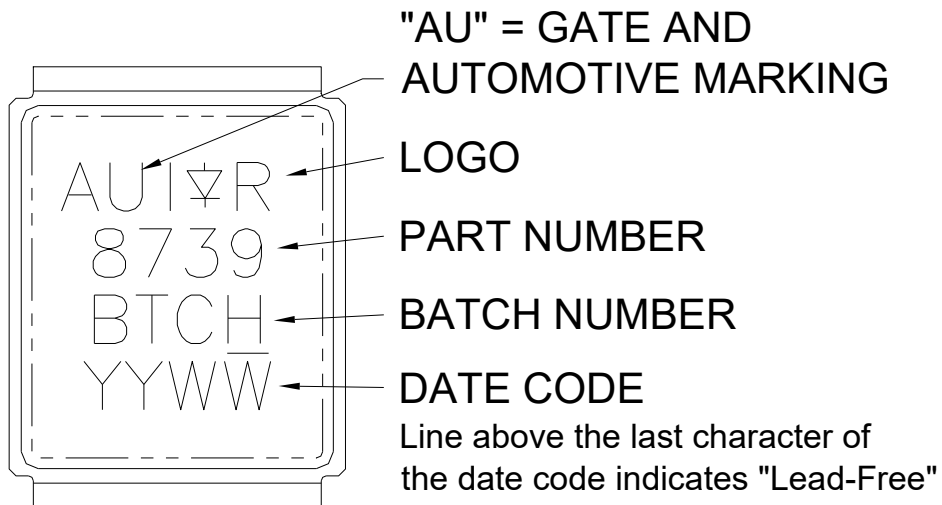 "AU" = GATE AND
AUTOMOTIVE MARKING
AUI R
LOGO
8739
PART NUMBER
BTCH
BATCH NUMBER
YYWW
DATE CODE
Line above the last character of
the date code indicates "Lead-Free"